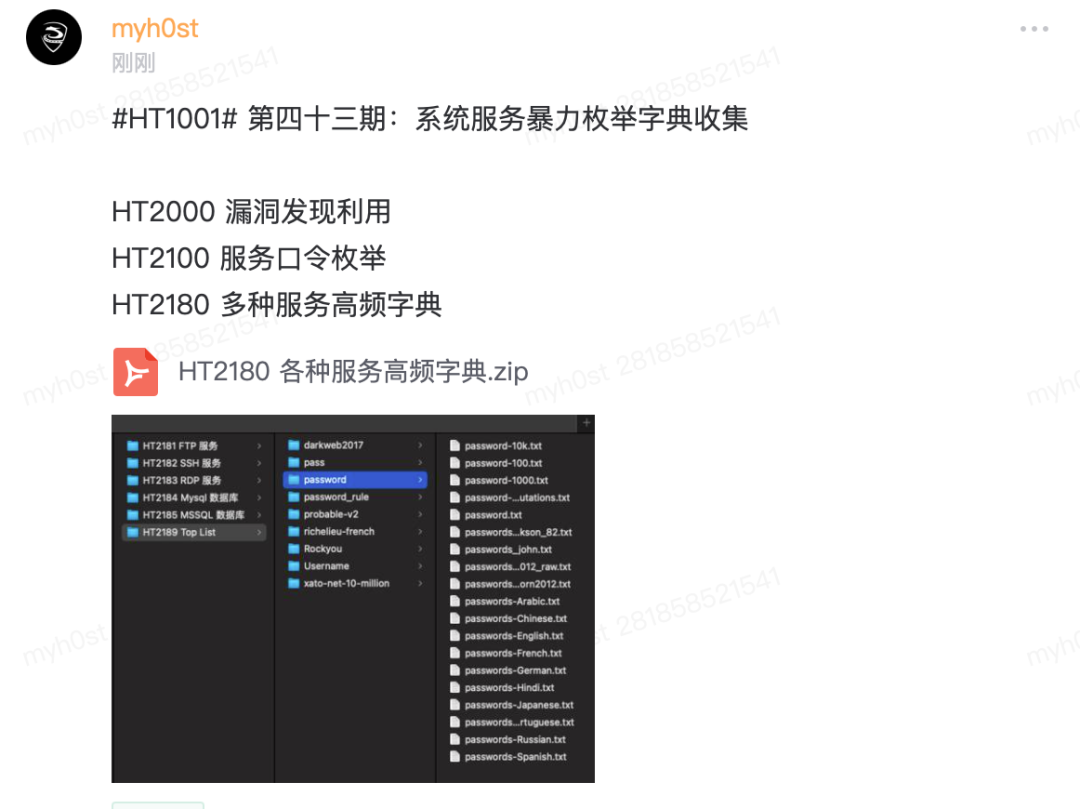 myh0st
刚刚
#HT1001# 第四十三期：系统服务暴力枚举字典收集
HT2000 漏洞发现利用
HT2100 服务口令枚举
HT2180 多种服务高频字典
HT2180 各种服务高频字典.zip
HT2181 FTP 服务
HT2182 SSH 服务
HT2183 RDP 服务
HT2184 Mysql 数据库
HT2185 MSSQL 数据库
HT2189 Top List
darkweb2017
pass
password
password_rule
probable-v2
richelieu-french
Rockyou
Username
xato-net-10-million
password-10k.txt
password-100.txt
password-1000.txt
password-...utations.txt
password.txt
passwords...kson_82.txt
passwords_john.txt
passwords...012_raw.txt
passwords...orn2012.txt
passwords-Arabic.txt
passwords-Chinese.txt
passwords-English.txt
passwords-French.txt
passwords-German.txt
passwords-Hindi.txt
passwords-Japanese.txt
passwords...rtuguese.txt
passwords-Russian.txt
passwords-Spanish.txt
myh0st 281858521541